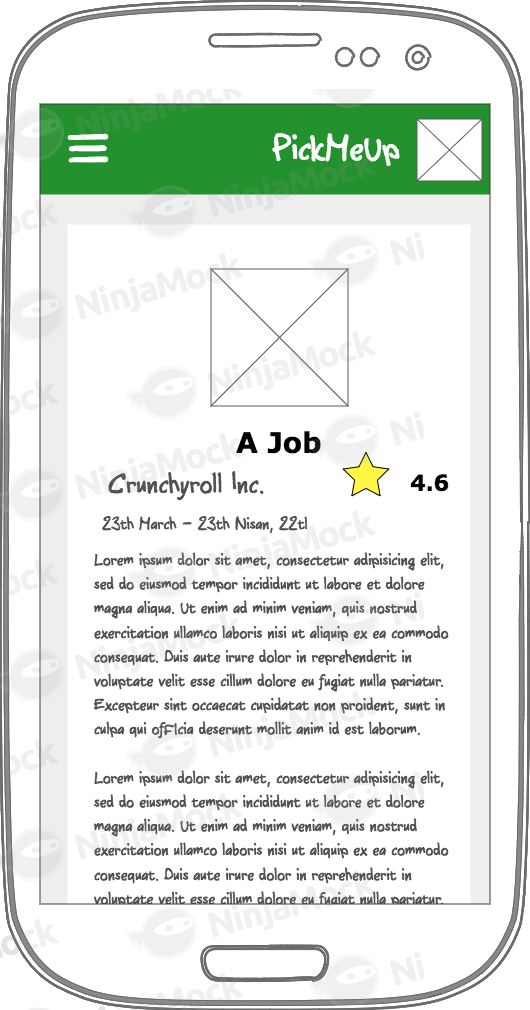 PickMeUp
A Job
Crunchyroll Inc.
4.6
23th March - 23th Nisan, 22tl
Lorem ipsum dolor sit amet, consectetur adipisicing elit,
sed do eiusmod tempor incididunt ut labore et dolore
magna aliqua. Ut enim ad minim veniam, quis nostrud
exercitation ullamco laboris nisi ut aliquip ex ea commodo
consequat. Duis aute irure dolor in reprehenderit in
voluptate velit esse cillum dolore eu fugiat nulla pariatur.
Excepteur sint occaecat cupidatat non proident, sunt in
culpa qui officia deserunt mollit anim id est laborum.
Lorem ipsum dolor sit amet, consectetur adipisicing elit,
sed do eiusmod tempor incididunt ut labore et dolore
magna aliqua. Ut enim ad minim veniam, quis nostrud
exercitation ullamco laboris nisi ut aliquip ex ea commodo
consequat. Duis aute irure dolor in reprehenderit in
voluptate velit esse cillum dolore eu fugiat nulla pariatur.
NinjaMock